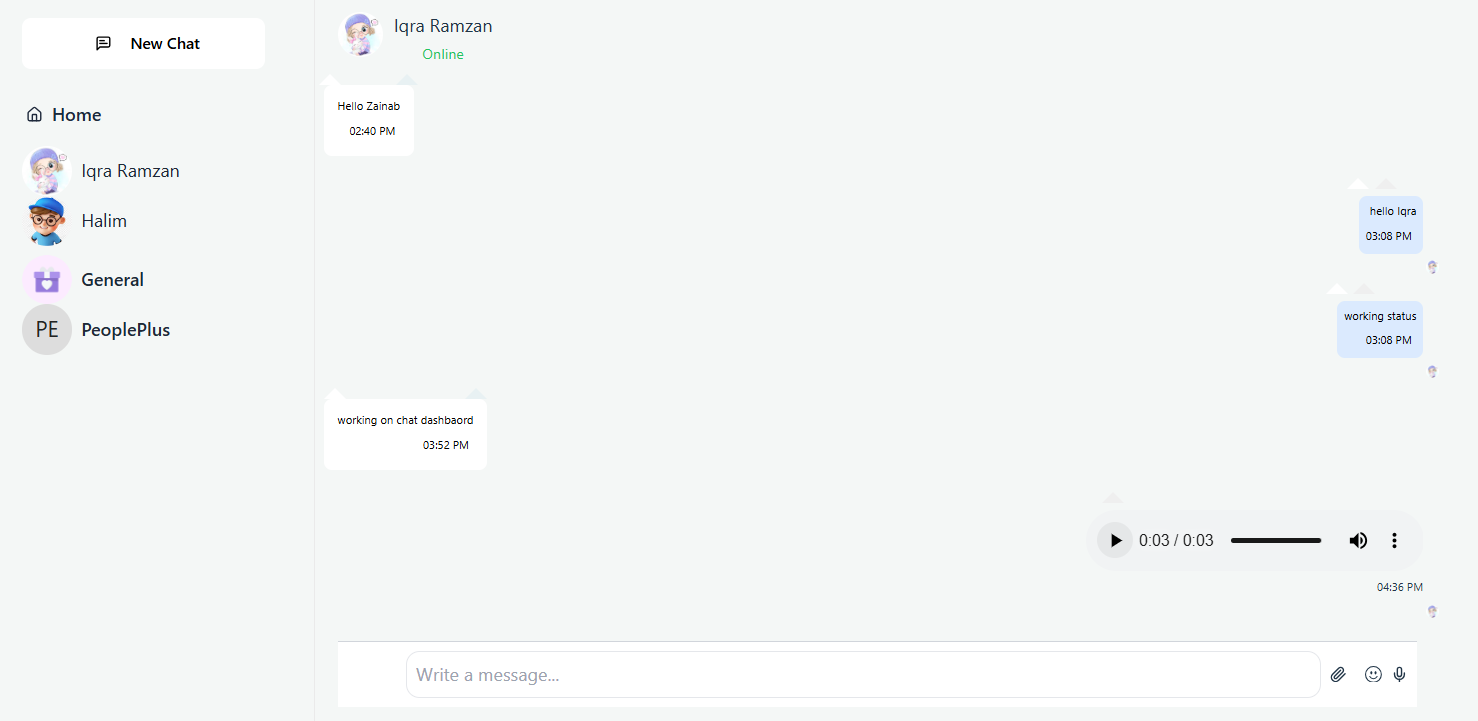 New Chat
Home
Iqra Ramzan
Halim
General
PE PeoplePlus
Iqra Ramzan
Online
Hello Zainab
02:40 PM
hello Iqra
03:08 PM
working status
03:08 PM
working on chat dashbaord
03:52 PM
0:03 / 0:03
04:36 PM
Write a message...